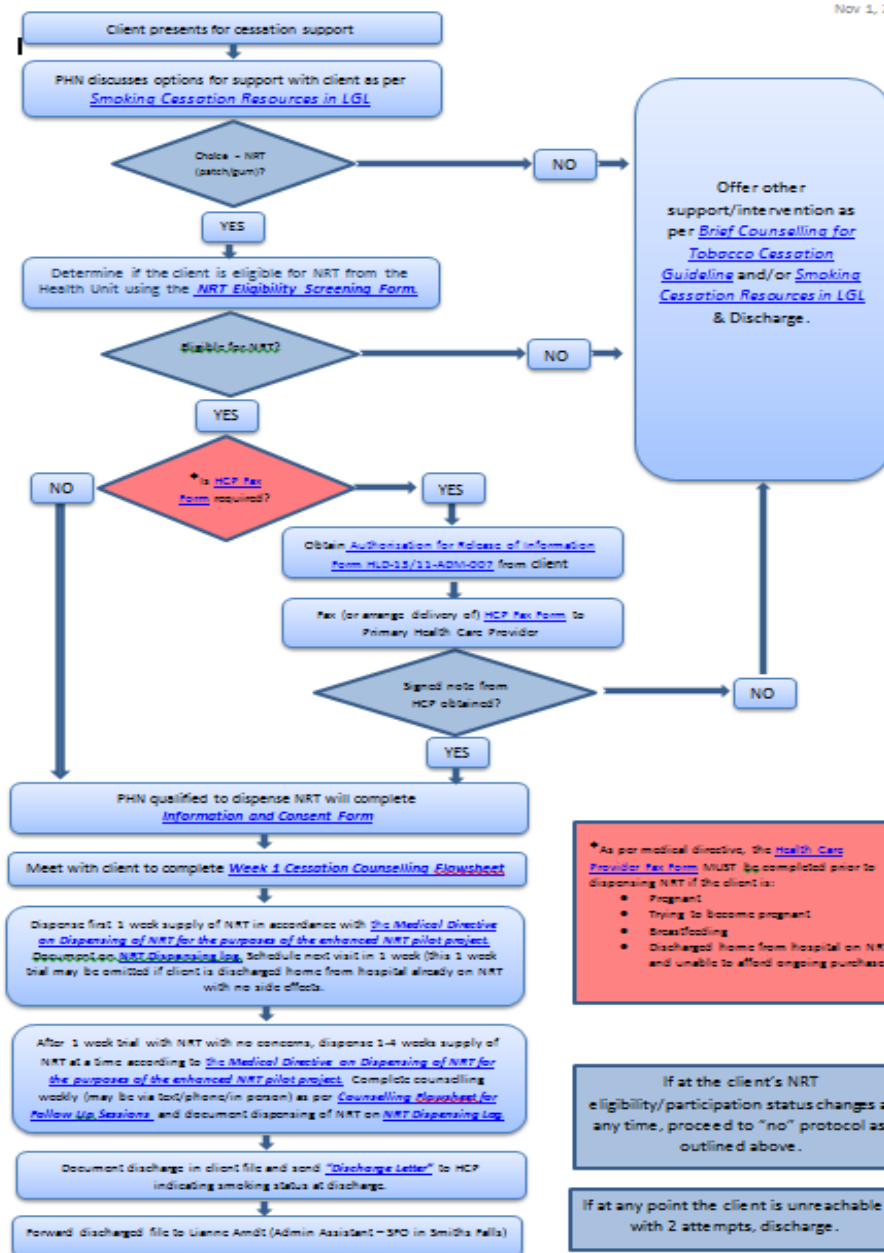 Nov 1,
Client presents for cessation support
PHN discusses options for support with client as per
Smoking Cessation Resources in LGL
Choice – NRT
(patch/gum)?
NO
YES
Offer other
support/intervention as
per Brief Counselling for
Tobacco Cessation
Guideline and/or Smoking
Cessation Resources in LGL
& Discharge.
Determine if the client is eligible for NRT from the
Health Unit using the NRT Eligibility Screening Form.
Eligible for NRT?
NO
YES
*Is HCP Fax
Form required?
NO
YES
Obtain Authorization for Release of Information
Form HLD-13/11-ADM-007 from client
Fax (or arrange delivery of) HCP Fax Form to
Primary Health Care Provider
Signed note from
HCP obtained?
NO
YES
PHN qualified to dispense NRT will complete
Information and Consent Form
Meet with client to complete Week 1 Cessation Counselling Flowsheet
Dispense first 1 week supply of NRT in accordance with the Medical Directive
on Dispensing of NRT for the purposes of the enhanced NRT pilot project.
Document on NRT Dispensing log. Schedule next visit in 1 week (this 1 week
trial may be omitted if client is discharged home from hospital already on NRT
with no side effects.
After 1 week trial with NRT with no concerns, dispense 1-4 weeks supply of
NRT at a time according to the Medical Directive on Dispensing of NRT for
the purposes of the enhanced NRT pilot project. Complete counselling
weekly (may be via text/phone/in person) as per Counselling Flowsheet for
Follow Up Sessions and document dispensing of NRT on NRT Dispensing Log
Document discharge in client file and send "Discharge Letter" to HCP
indicating smoking status at discharge.
Forward discharged file to Lianne Arndt (Admin Assistant – SFO in Smiths Falls)
*As per medical directive, the Health Care
Provider Fax Form MUST be completed prior to
dispensing NRT if the client is:
• Pregnant
• Trying to become pregnant
• Breastfeeding
• Discharged home from hospital on NRT
and unable to afford ongoing purchase
If at the client's NRT
eligibility/participation status changes a
any time, proceed to "no" protocol as
outlined above.
If at any point the client is unreachable
with 2 attempts, discharge.